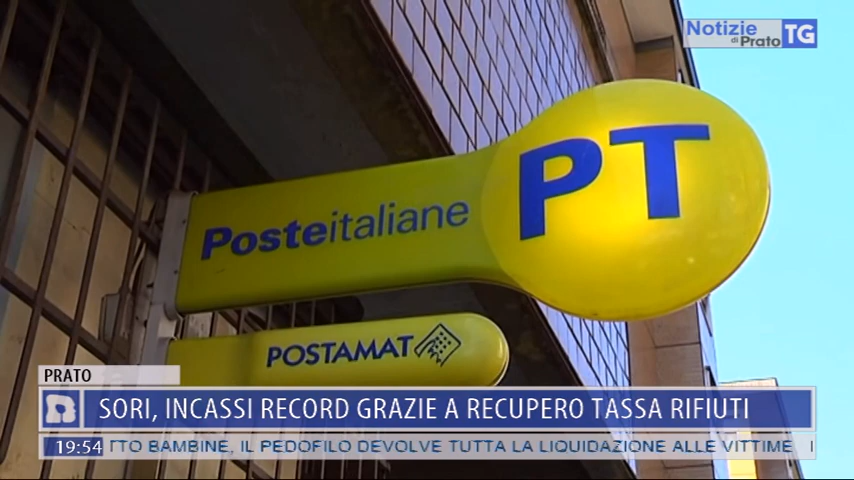 Notizie
di Prato TG
PT
Posteitaliane
POSTAMAT
PRATO
SORI, INCASSI RECORD GRAZIE A RECUPERO TASSA RIFIUTI
19:54 TTO BAMBINE, IL PEDOFILO DEVOLVE TUTTA LA LIQUIDAZIONE ALLE VITTIME